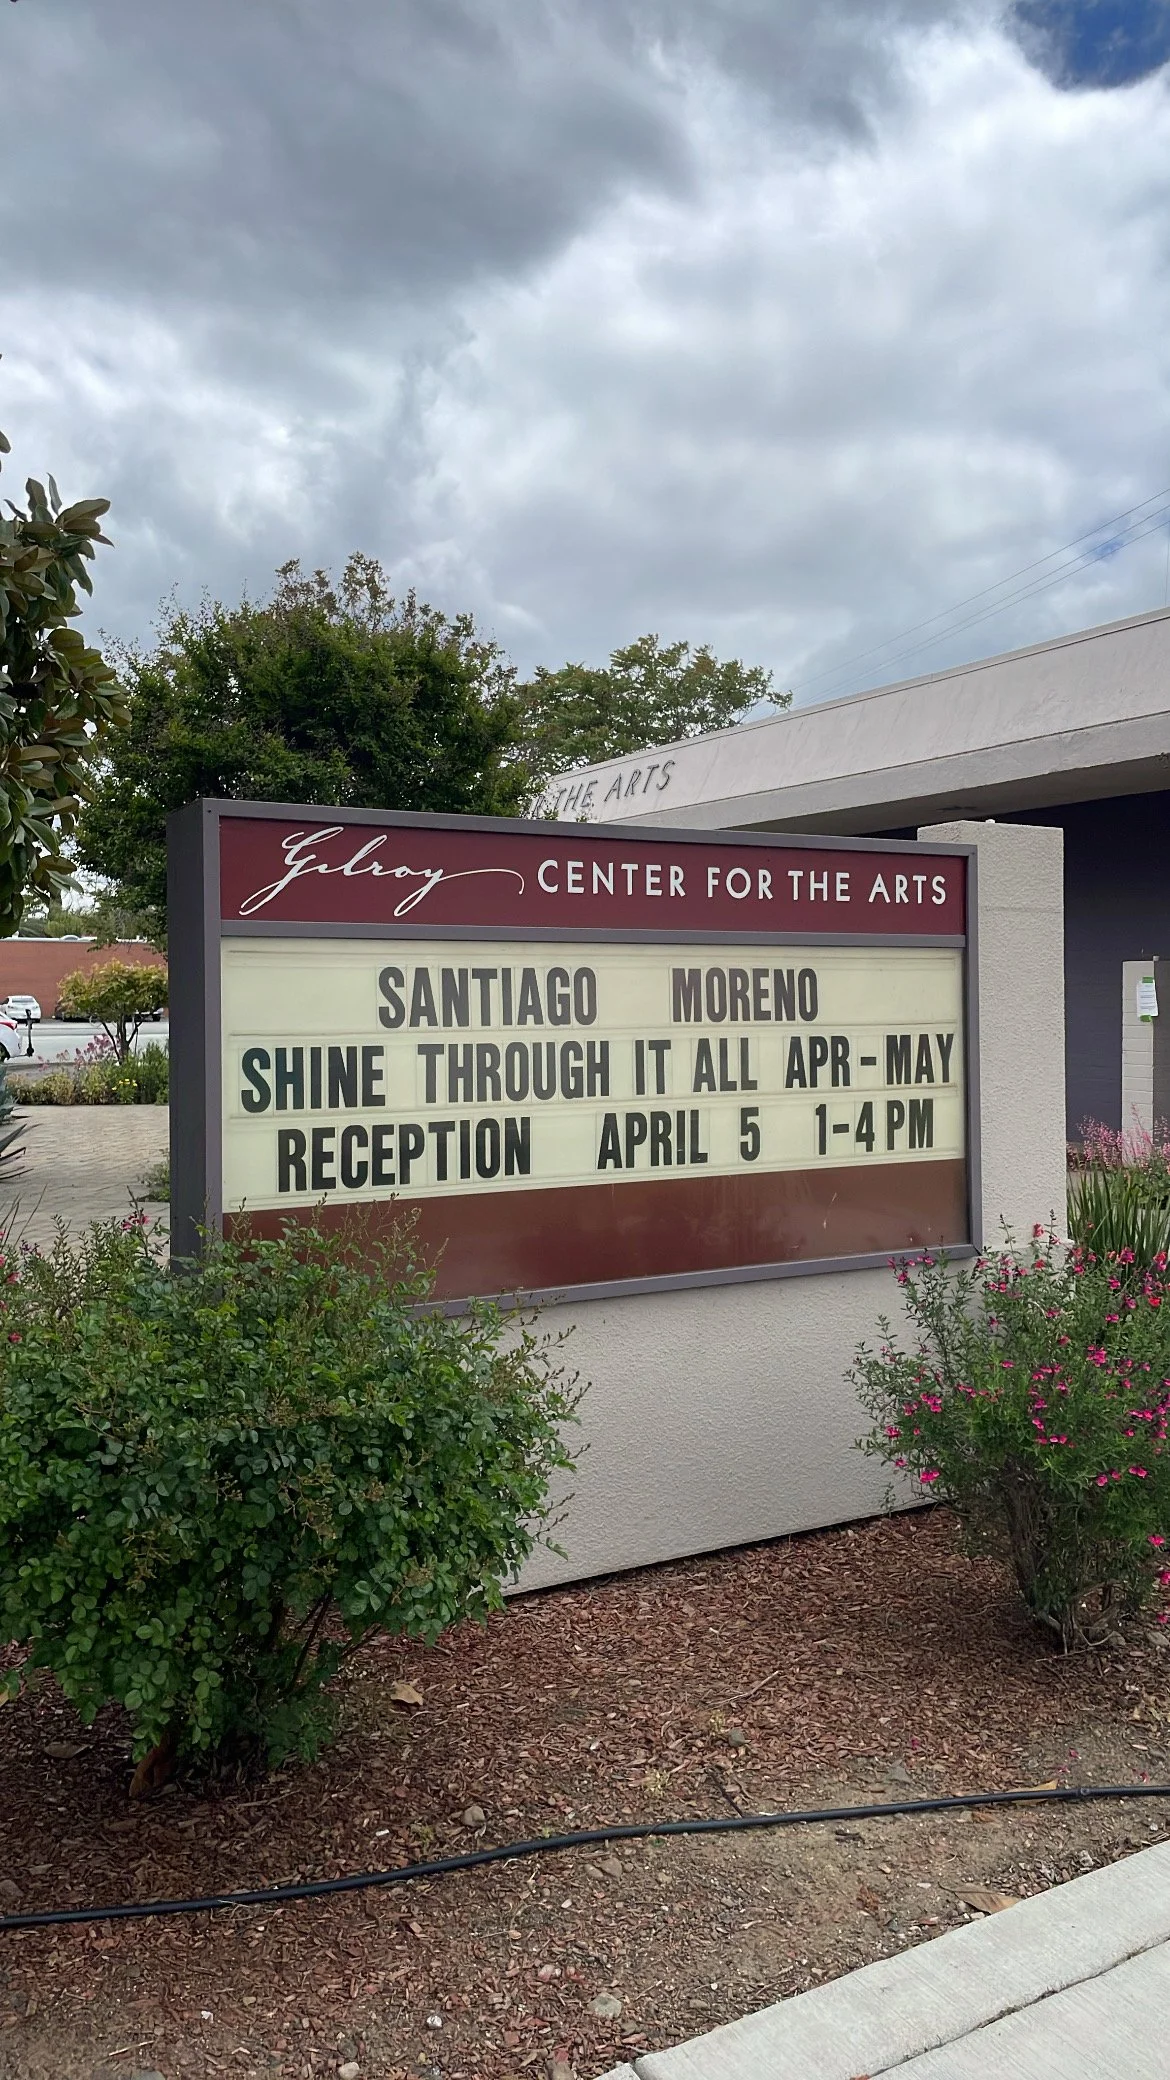 R THE ARTS
Gilroy CENTER FOR THE ARTS
SANTIAGO MORENO
SHINE THROUGH IT ALL APR - MAY
RECEPTION APRIL 5 1-4 PM